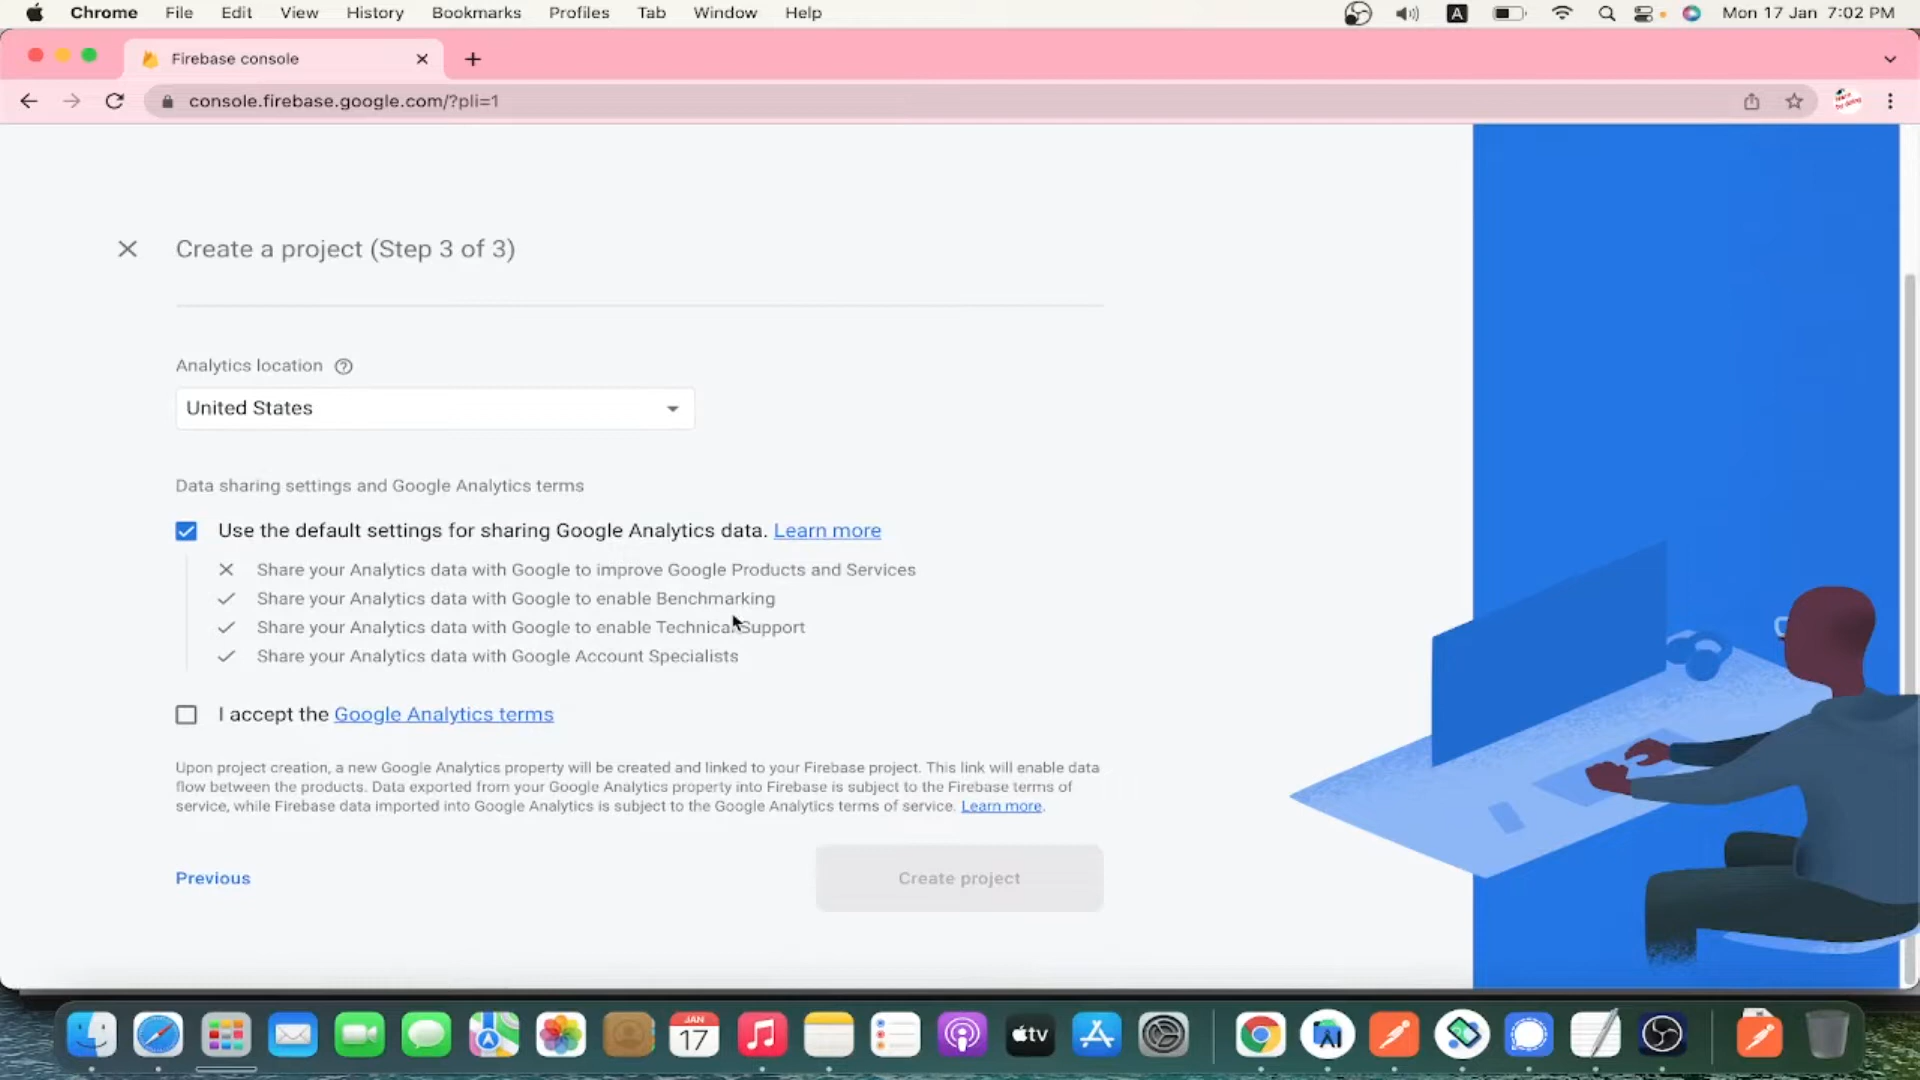 Chrome File Edit View History Bookmarks Profiles Tab Window Help A Mon 17 Jan 7:02 PM
Firebase console
console.firebase.google.com/?pli=1
Create a project (Step 3 of 3)
Analytics location
United States
Data sharing settings and Google Analytics terms
Use the default settings for sharing Google Analytics data. Learn more
Share your Analytics data with Google to improve Google Products and Services
Share your Analytics data with Google to enable Benchmarking
Share your Analytics data with Google to enable Technical Support
Share your Analytics data with Google Account Specialists
I accept the Google Analytics terms
Upon project creation, a new Google Analytics property will be created and linked to your Firebase project. This link will enable data
flow between the products. Data exported from your Google Analytics property into Firebase is subject to the Firebase terms of
service, while Firebase data imported into Google Analytics is subject to the Google Analytics terms of service. Learn more.
Previous
Create project
JAN
17
tv